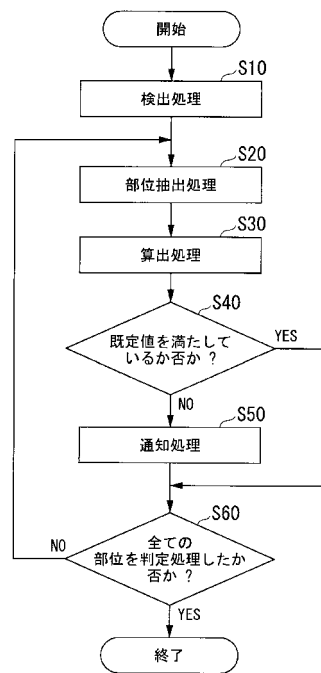 開始
S10
検出処理
S20
部位抽出処理
S30
算出処理
S40
既定値を満たして
いるか否か ?
YES
NO
S50
通知処理
S60
全ての
部位を判定処理したか
否か ?
NO
YES
終了